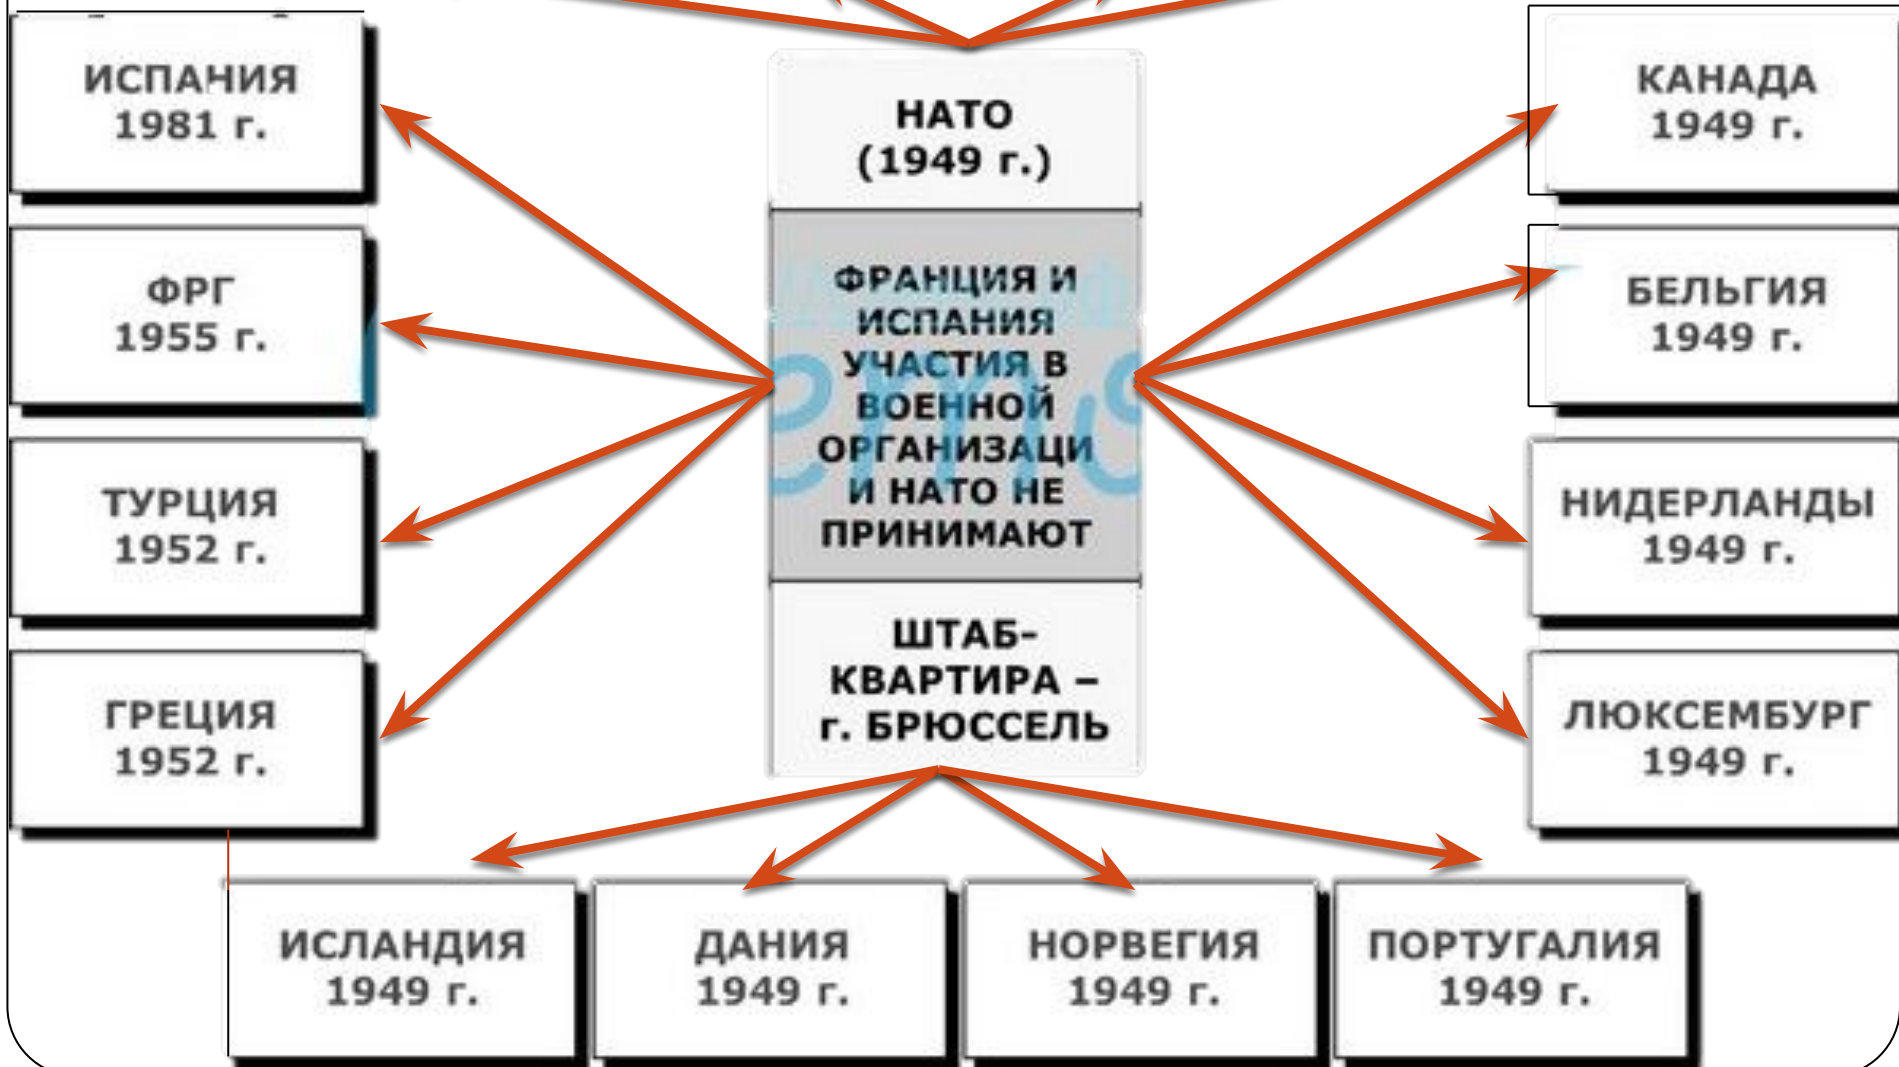 ИСПАНИЯ
1981 г.
ФРГ
1955 г.
ТУРЦИЯ
1952 г.
ГРЕЦИЯ
1952 г.
НАТО
(1949 г.)
ФРАНЦИЯ И
ИСПАНИЯ
УЧАСТИЯ В
ВОЕННОЙ
ОРГАНИЗАЦИ
И НАТО НЕ
ПРИНИМАЮТ
ШТАБ-
КВАРТИРА –
г. БРЮССЕЛЬ
КАНАДА
1949 г.
БЕЛЬГИЯ
1949 г.
НИДЕРЛАНДЫ
1949 г.
ЛЮКСЕМБУРГ
1949 г.
ИСЛАНДИЯ
1949 г.
ДАНИЯ
1949 г.
НОРВЕГИЯ
1949 г.
ПОРТУГАЛИЯ
1949 г.